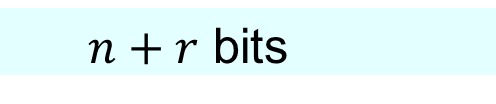 n + r bits